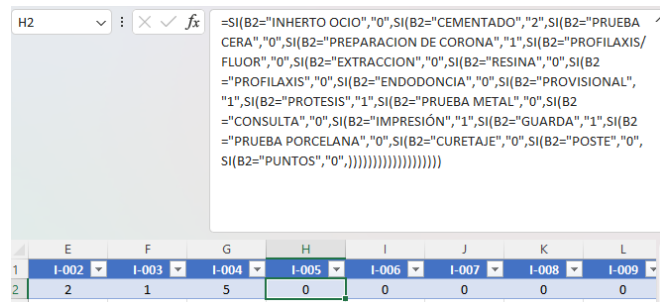 H2 fx =SI(B2="INHERTO OCIO","0",SI(B2="CEMENTADO","2",SI(B2="PRUEBA
CERA","0",SI(B2="PREPARACION DE CORONA","1",SI(B2="PROFILAXIS/
FLUOR","0",SI(B2="EXTRACCION","0",SI(B2="RESINA","0",SI(B2
="PROFILAXIS","0",SI(B2="ENDODONCIA","0",SI(B2="PROVISIONAL",
"1",SI(B2="PROTESIS","1",SI(B2="PRUEBA METAL","0",SI(B2
="CONSULTA","0",SI(B2="IMPRESIÓN","1",SI(B2="GUARDA","1",SI(B2
="PRUEBA PORCELANA","0",SI(B2="CURETAJE","0",SI(B2="POSTE","0",
SI(B2="PUNTOS","0",)))))))))))))))))))
E F G H I J K L
1 I-002 I-003 I-004 I-005 I-006 I-007 I-008 I-009
2 2 1 5 0 0 0 0 0